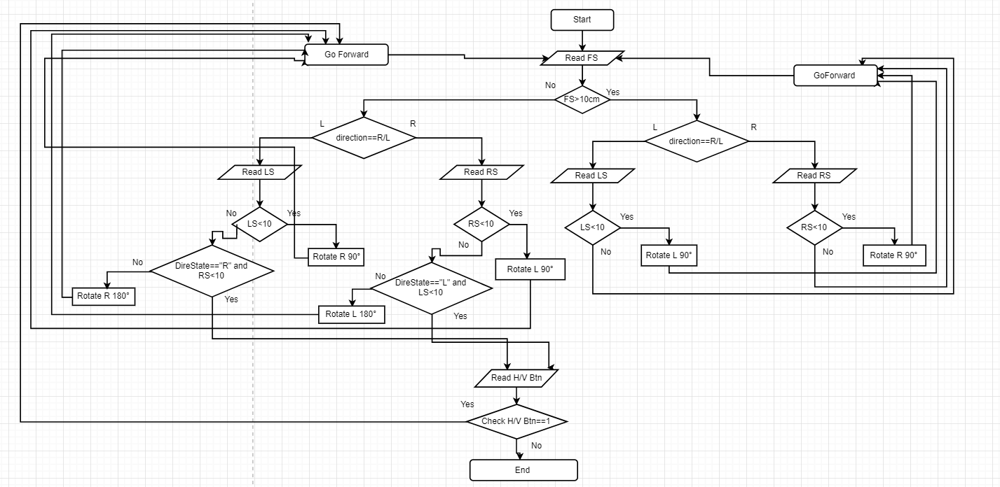 Start
Go Forward
Read FS
GoForward
No
FS>10cm
Yes
L
direction==R/L
R
L
direction==R/L
R
Read LS
Read RS
Read LS
Read RS
No
LS<10
Yes
RS<10
Yes
No
LS<10
Yes
No
RS<10
Yes
No
Rotate R 90°
Rotate L 90°
Rotate L 90°
Rotate R 90°
No
DireState=="R" and
RS<10
Yes
Rotate R 180°
No
DireState=="L" and
LS<10
Yes
Rotate L 180°
Read H/V Btn
Yes
Check H/V Btn==1
No
End